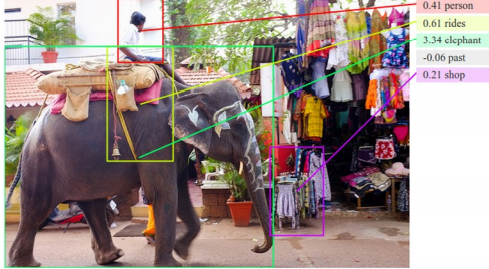 0.41 person
0.61 rides
3.34 elephant
-0.06 past
0.21 shop